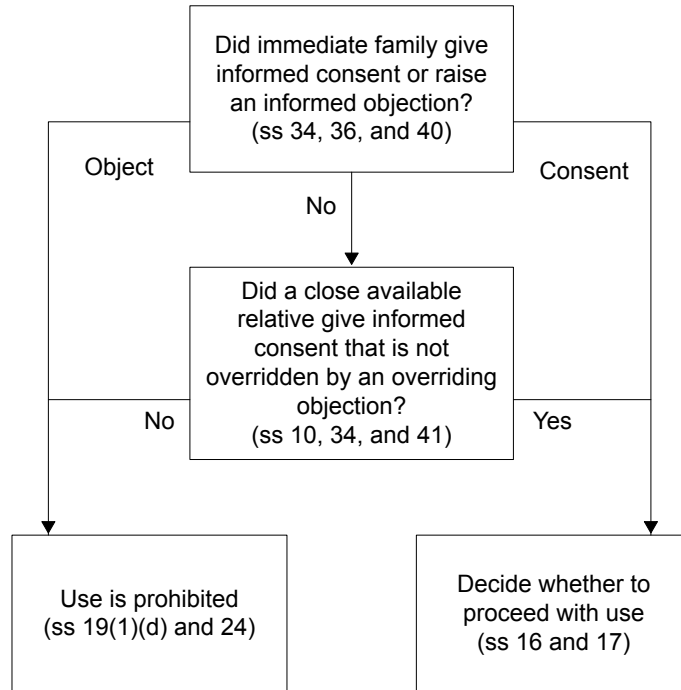 Did immediate family give
informed consent or raise
an informed objection?
(ss 34, 36, and 40)
Object
Consent
No
Did a close available
relative give informed
consent that is not
overridden by an overriding
objection?
(ss 10, 34, and 41)
No
Yes
Use is prohibited
(ss 19(1)(d) and 24)
Decide whether to
proceed with use
(ss 16 and 17)